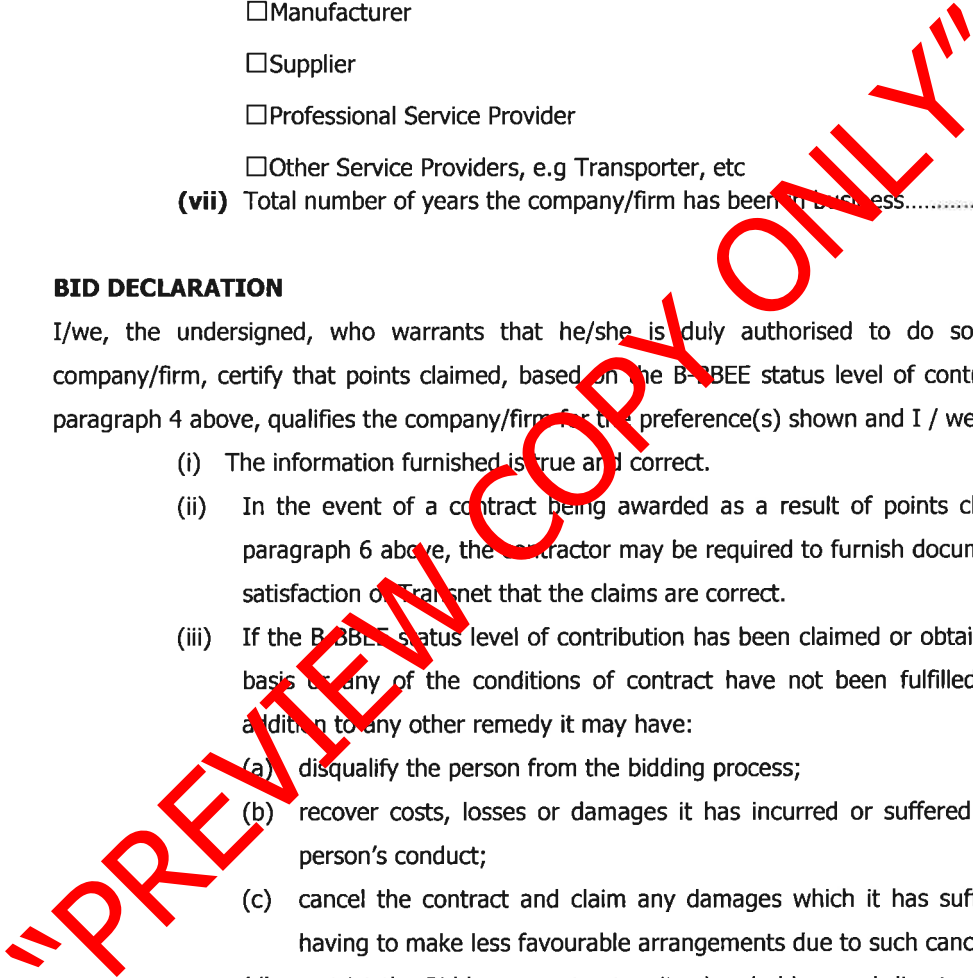 ☐Manufacturer
☐Supplier
☐Professional Service Provider
☐Other Service Providers, e.g Transporter, etc
(vii) Total number of years the company/firm has been in business..............
BID DECLARATION
I/we, the undersigned, who warrants that he/she is duly authorised to do so
company/firm, certify that points claimed, based on the B-BBEE status level of
paragraph 4 above, qualifies the company/firm for the preference(s) shown and I / we
(i) The information furnished is true and correct.
(ii) In the event of a contract being awarded as a result of points
paragraph 6 above, the contractor may be required to furnish
satisfaction of Transnet that the claims are correct.
(iii) If the B-BBEE status level of contribution has been claimed or
basis or any of the conditions of contract have not been fulfilled
addition to any other remedy it may have:
(a) disqualify the person from the bidding process;
(b) recover costs, losses or damages it has incurred or suffered
person's conduct;
(c) cancel the contract and claim any damages which it has
having to make less favourable arrangements due to such
"PREVIEW COPY ONLY"